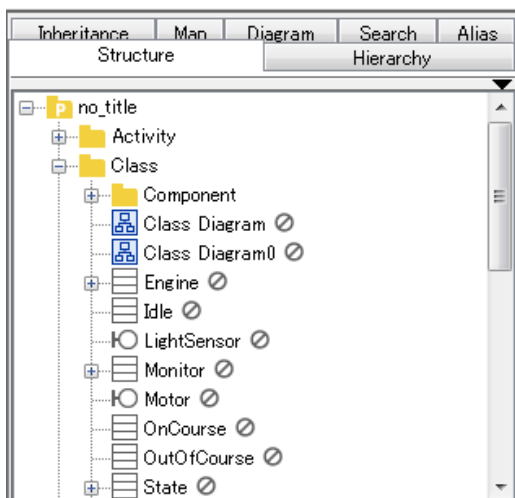 Inheritance Map Diagram Search Alias
Structure Hierarchy
P no_title
Activity
Class
Component
Class Diagram
Class Diagram0
Engine
Idle
LightSensor
Monitor
Motor
OnCourse
OutOfCourse
State